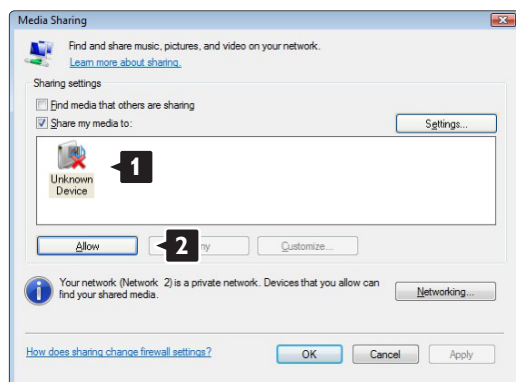 Media Sharing
Find and share music, pictures, and video on your network.
Learn more about sharing.
Sharing settings
Find media that others are sharing
Share my media to:
Settings...
Unknown
Device
1
Allow
2
ny
Customize...
Your network (Network 2) is a private network. Devices that you allow can
find your shared media.
Networking...
How does sharing change firewall settings?
OK
Cancel
Apply